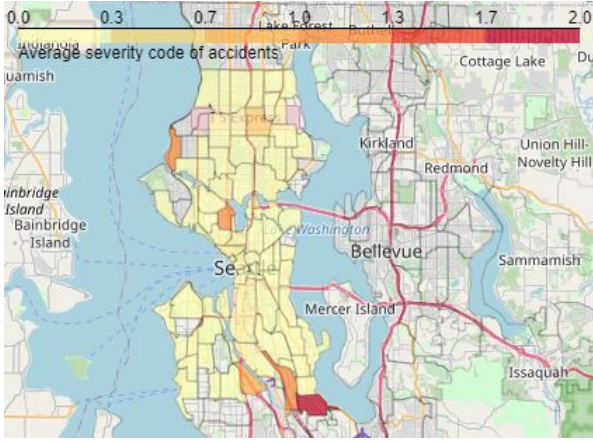 0.0 0.3 0.7 1.0 1.3 1.7 2.0
Lake Forest
Park
Average severity code of accidents
Cottage Lake
uamish
Kirkland
Union Hill-
Novelty Hill
Redmond
ainbridge
Island
Bainbridge
Island
Lake Washington
Bellevue
Sammamish
Seattle
Mercer Island
Issaquah